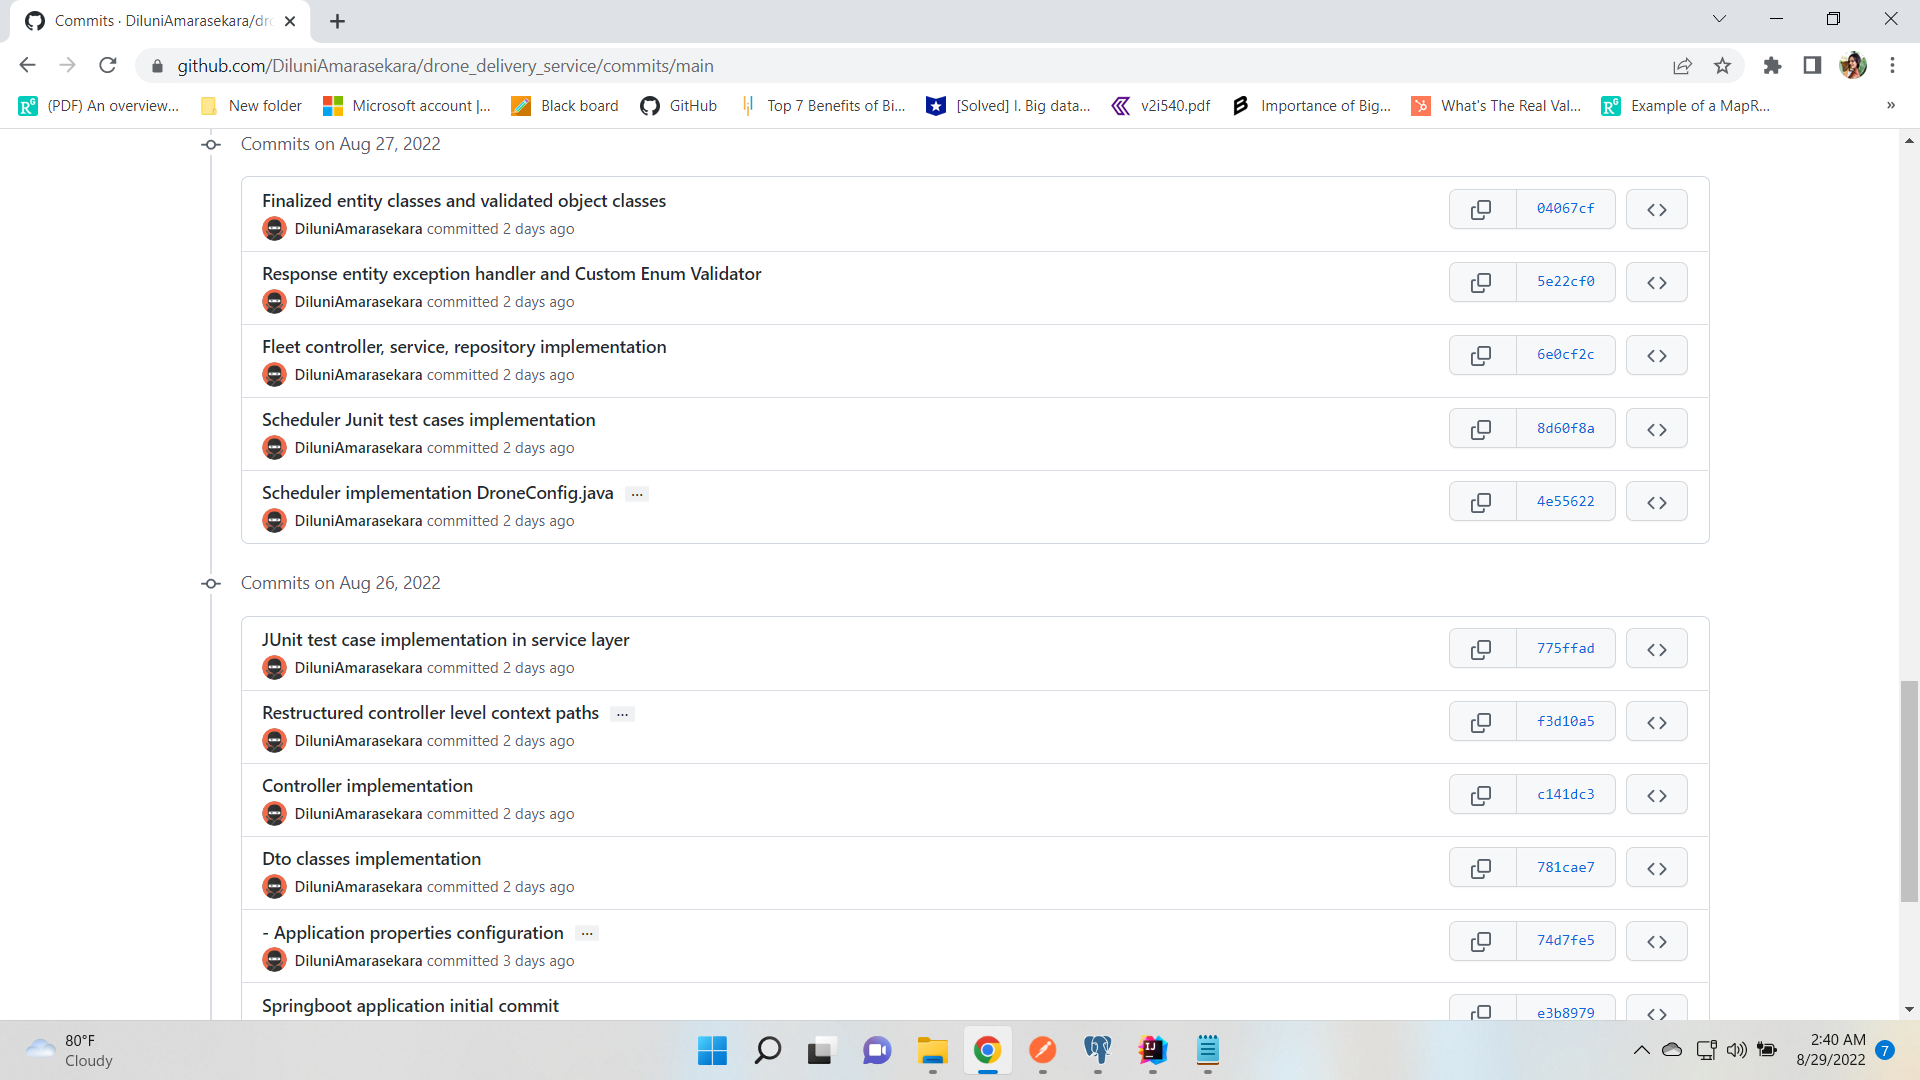 Commits · DiluniAmarasekara/dr
github.com/DiluniAmarasekara/drone_delivery_service/commits/main
(PDF) An overview... New folder Microsoft account |... Black board GitHub Top 7 Benefits of Bi... [Solved] I. Big data... v2i540.pdf Importance of Big... What's The Real Val... Example of a MapR... »
Commits on Aug 27, 2022
Finalized entity classes and validated object classes
04067cf
DiluniAmarasekara committed 2 days ago
Response entity exception handler and Custom Enum Validator
5e22cf0
DiluniAmarasekara committed 2 days ago
Fleet controller, service, repository implementation
6e0cf2c
DiluniAmarasekara committed 2 days ago
Scheduler Junit test cases implementation
8d60f8a
DiluniAmarasekara committed 2 days ago
Scheduler implementation DroneConfig.java ...
4e55622
DiluniAmarasekara committed 2 days ago
Commits on Aug 26, 2022
JUnit test case implementation in service layer
775ffad
DiluniAmarasekara committed 2 days ago
Restructured controller level context paths ...
f3d10a5
DiluniAmarasekara committed 2 days ago
Controller implementation
c141dc3
DiluniAmarasekara committed 2 days ago
Dto classes implementation
781cae7
DiluniAmarasekara committed 2 days ago
- Application properties configuration ...
74d7fe5
DiluniAmarasekara committed 3 days ago
Springboot application initial commit
e3b8979
80°F
Cloudy
2:40 AM
8/29/2022
7